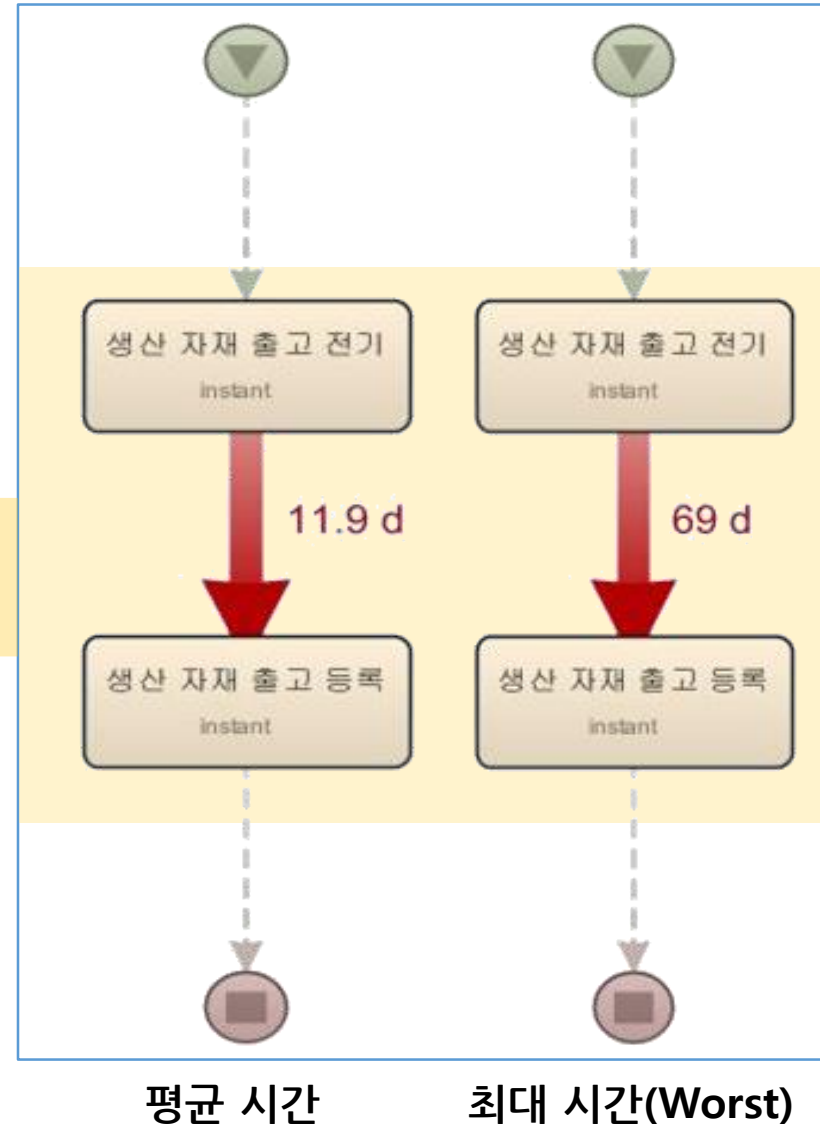 생산 자재 출고 전기
instant
11.9 d
생산 자재 출고 등록
instant
평균 시간
생산 자재 출고 전기
instant
69 d
생산 자재 출고 등록
instant
최대 시간(Worst)